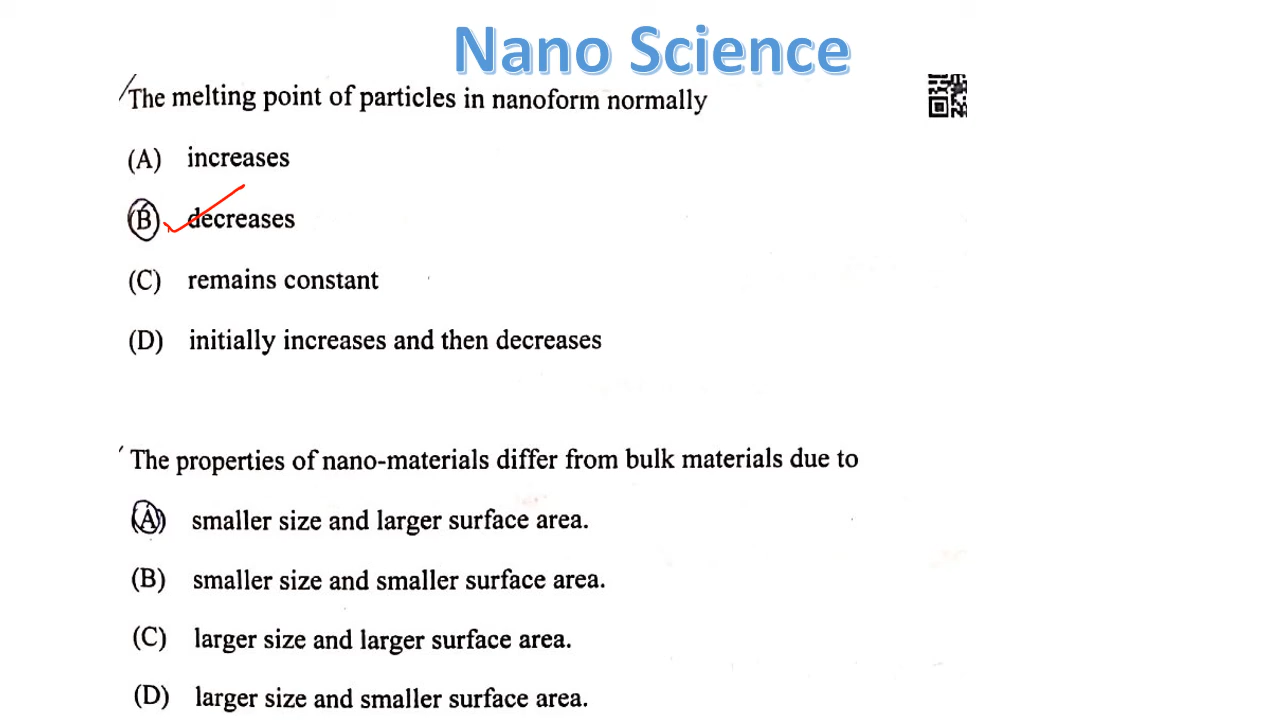 Nano Science
The melting point of particles in nanoform normally
(A) increases
(B) decreases
(C) remains constant
(D) initially increases and then decreases
The properties of nano-materials differ from bulk materials due to
(A) smaller size and larger surface area.
(B) smaller size and smaller surface area.
(C) larger size and larger surface area.
(D) larger size and smaller surface area.